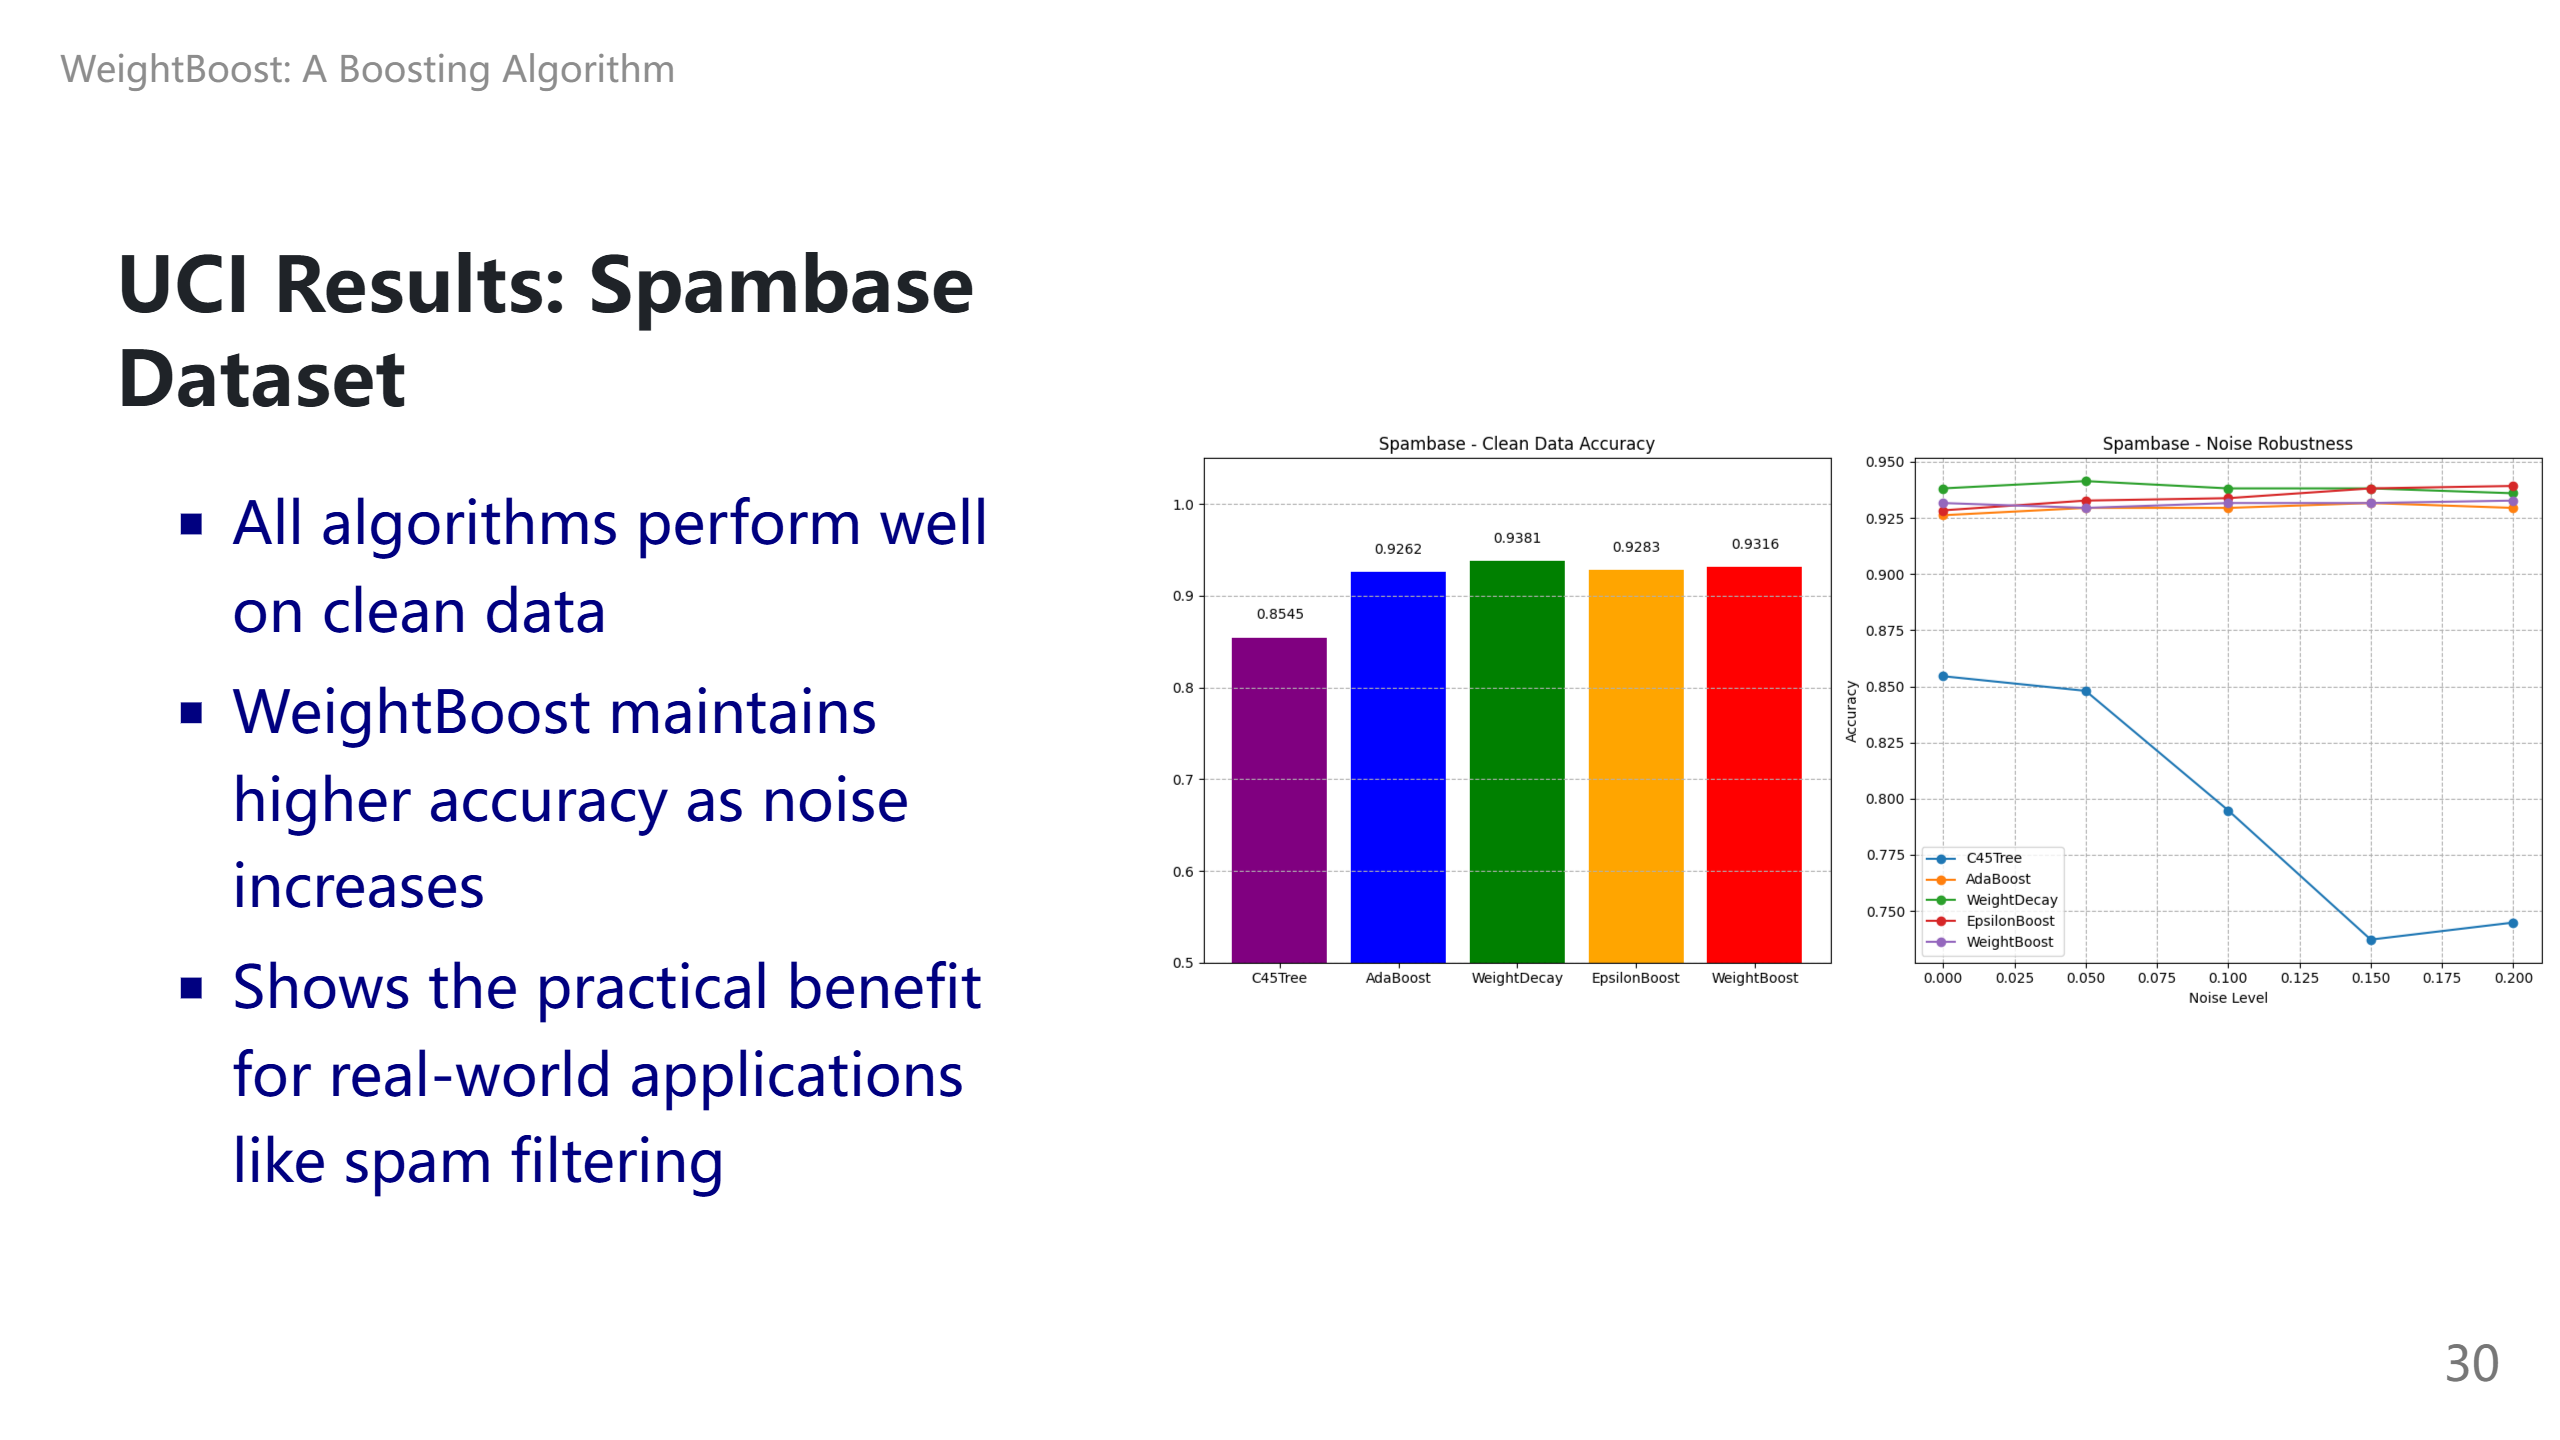 WeightBoost: A Boosting Algorithm
UCI Results: Spambase
Dataset
All algorithms perform well
on clean data
WeightBoost maintains
higher accuracy as noise
increases
Shows the practical benefit
for real-world applications
like spam filtering
Spambase - Clean Data Accuracy
1.0
0.9
0.8
0.7
0.6
0.5
0.8545
0.9262
0.9381
0.9283
0.9316
C45Tree
AdaBoost
WeightDecay
EpsilonBoost
WeightBoost
Spambase - Noise Robustness
Accuracy
0.950
0.925
0.900
0.875
0.850
0.825
0.800
0.775
0.750
C45Tree
AdaBoost
WeightDecay
EpsilonBoost
WeightBoost
0.000 0.025 0.050 0.075 0.100 0.125 0.150 0.175 0.200
Noise Level
30